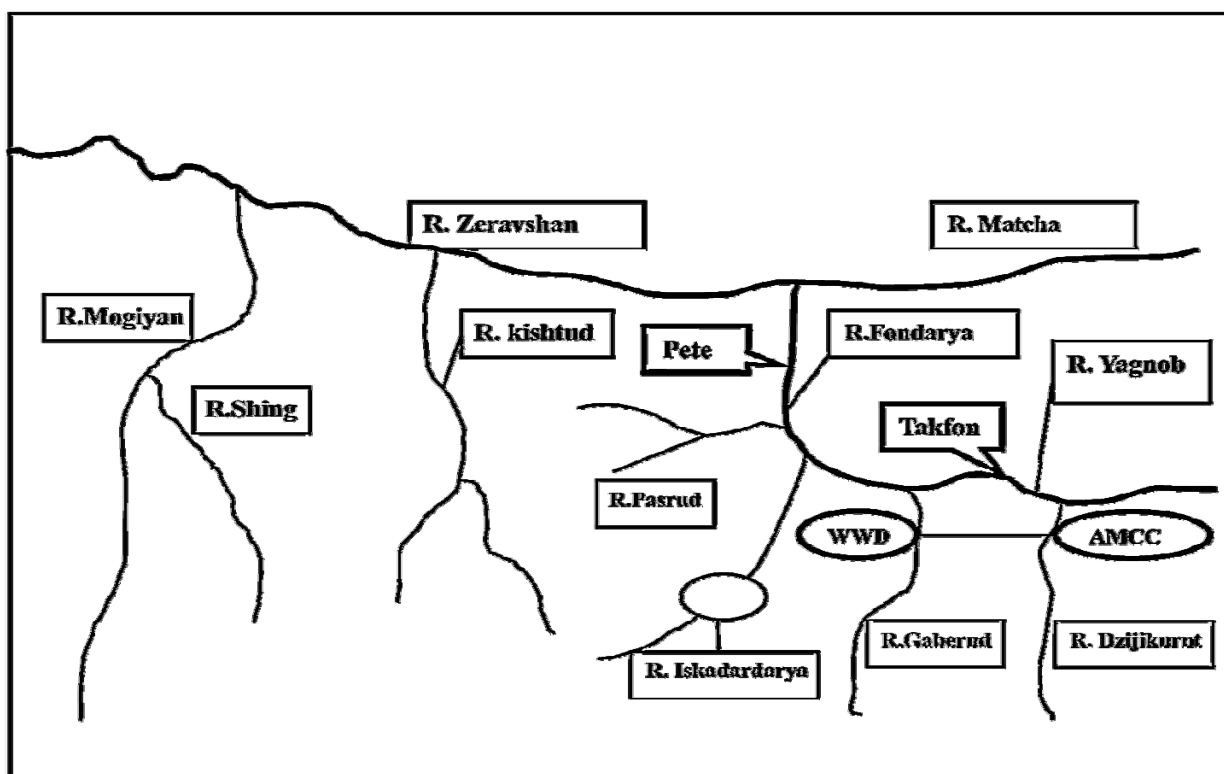 R. Zeravshan
R. Matcha
R.Mogiyan
R. kishtud
Pete
R.Fondarya
R. Yagnob
R.Shing
Takfon
R.Pasrud
WWD
AMCC
R.Gaberud
R. Dzijikurut
R. Iskadardarya